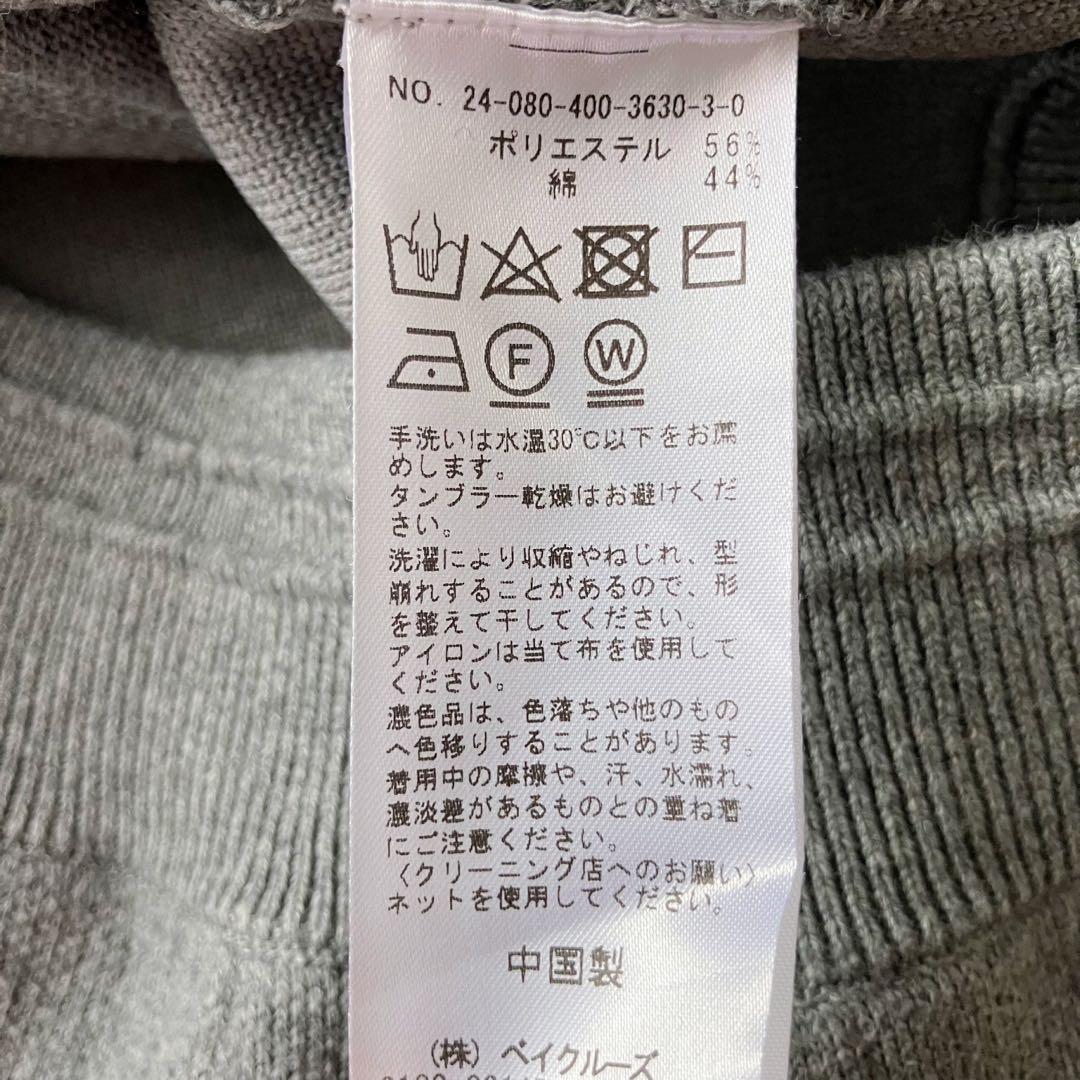 NO. 24-080-400-3630-3-0
ポリエステル 56%
綿 44%
F W
手洗いは水温30℃以下をお薦
めします。
タンブラー乾燥はお避けくだ
さい。
洗濯により収縮やねじれ、型
崩れすることがあるので、形
を整えて干してください。
アイロンは当て布を使用して
ください。
濃色品は、色落ちや他のもの
へ色移りすることがあります。
着用中の摩擦や、汗、水濡れ、
濃淡差があるものとの重ね着
にご注意ください。
〈クリーニング店へのお願い〉
ネットを使用してください。
中国製
(株) ベイクルーズ